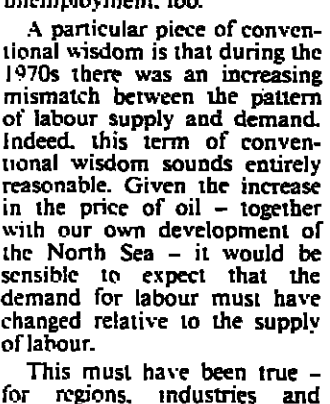 unemployment, too.
A particular piece of conven-
tional wisdom is that during the
1970s there was an increasing
mismatch between the pattern
of labour supply and demand.
Indeed, this term of conven-
tional wisdom sounds entirely
reasonable. Given the increase
in the price of oil – together
with our own development of
the North Sea – it would be
sensible to expect that the
demand for labour must have
changed relative to the supply
of labour.
This must have been true –
for regions, industries and